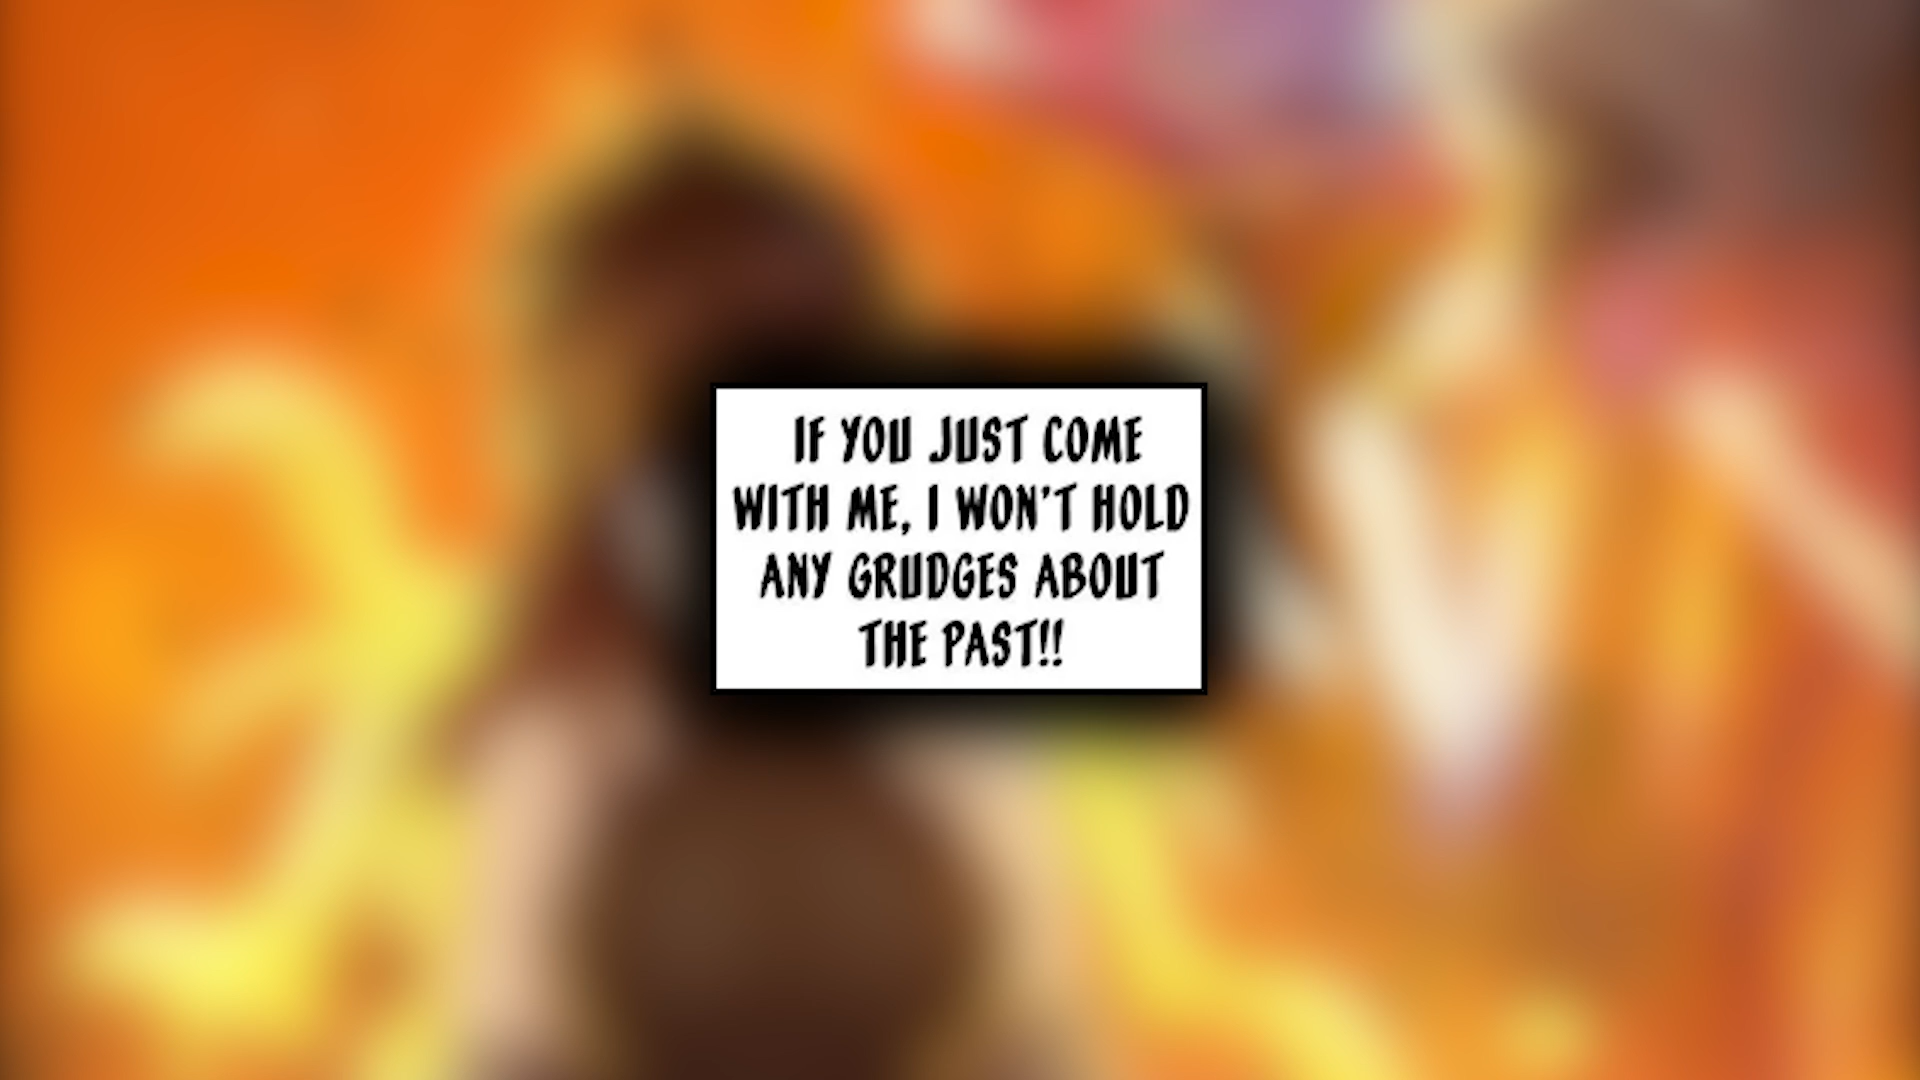 IF YOU JUST COME
WITH ME, I WON'T HOLD
ANY GRUDGES ABOUT
THE PAST!!